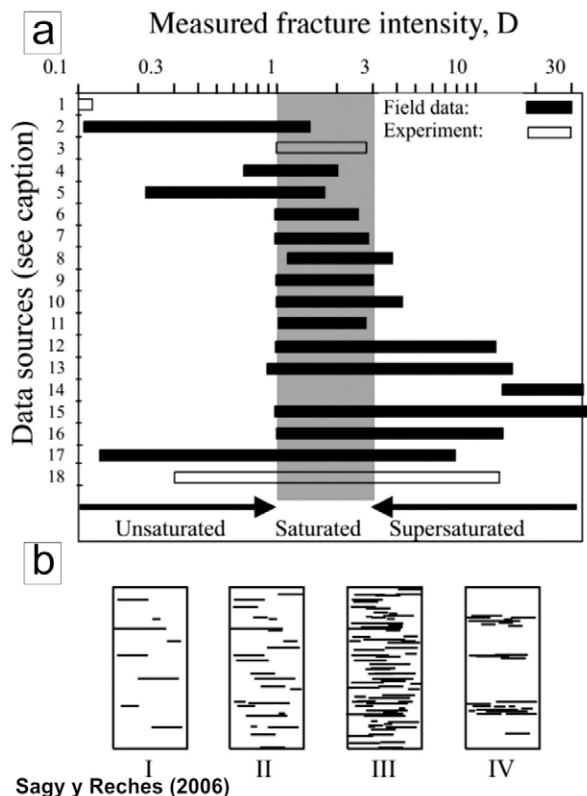 a
Measured fracture intensity, D
0.1 0.3 1 3 10 30
Field data:
Experiment:
Data sources (see caption)
1
2
3
4
5
6
7
8
9
10
11
12
13
14
15
16
17
18
Unsaturated Saturated Supersaturated
b
I II III IV
Sagy y Reches (2006)